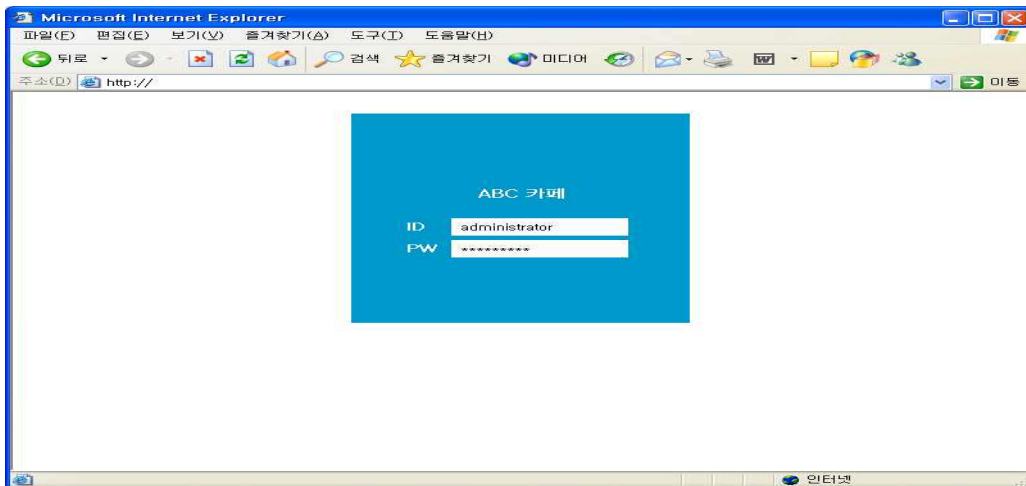 Microsoft Internet Explorer
파일(F) 편집(E) 보기(V) 즐겨찾기(A) 도구(T) 도움말(H)
뒤로 검색 즐겨찾기 미디어
주소(D) http:// 이동
ABC 카페
ID administrator
PW *********
인터넷